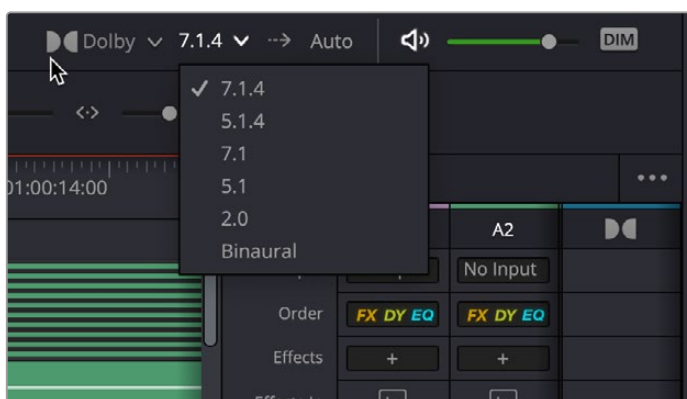 Dolby 7.1.4 Auto DIM
7.1.4
5.1.4
7.1
5.1
2.0
Binaural
01:00:14:00
A2
No Input
Order FX DY EQ FX DY EQ
Effects + +